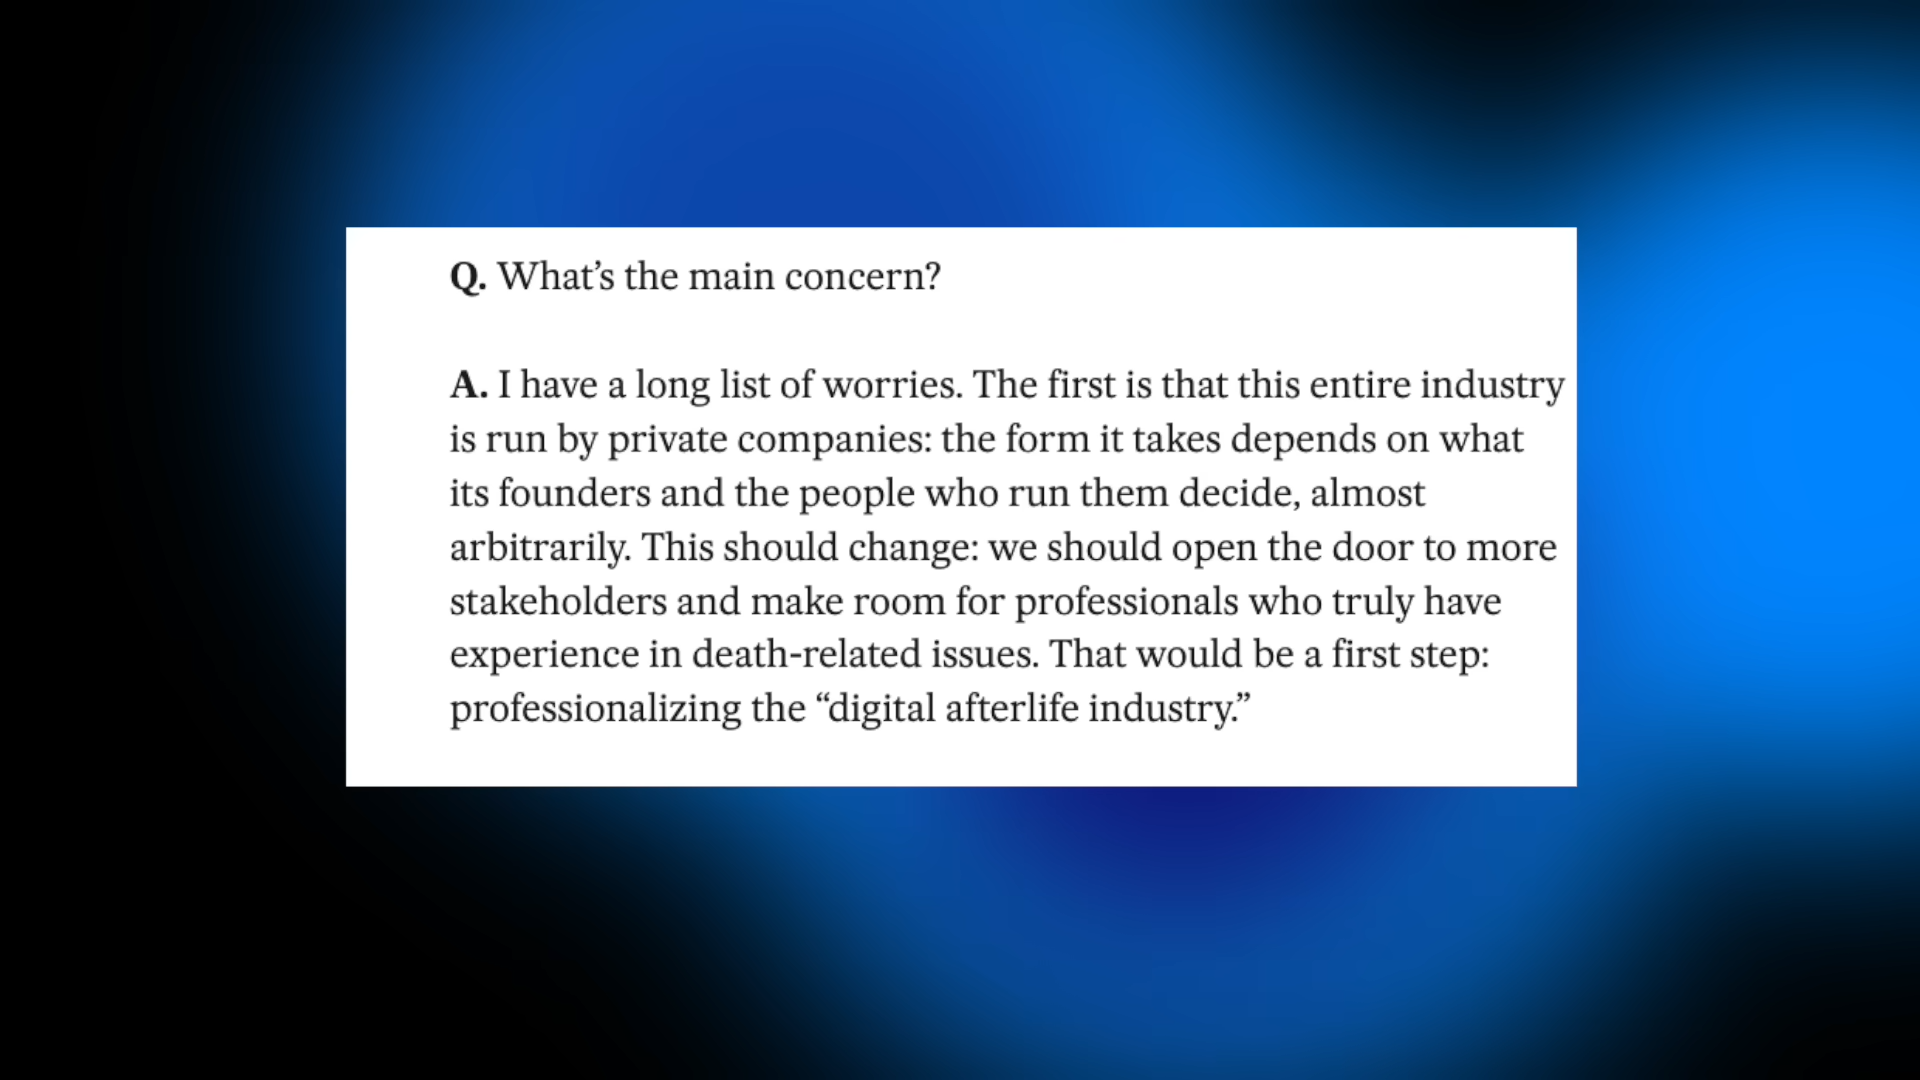 Q. What’s the main concern?
A. I have a long list of worries. The first is that this entire industry
is run by private companies: the form it takes depends on what
its founders and the people who run them decide, almost
arbitrarily. This should change: we should open the door to more
stakeholders and make room for professionals who truly have
experience in death-related issues. That would be a first step:
professionalizing the “digital afterlife industry.”